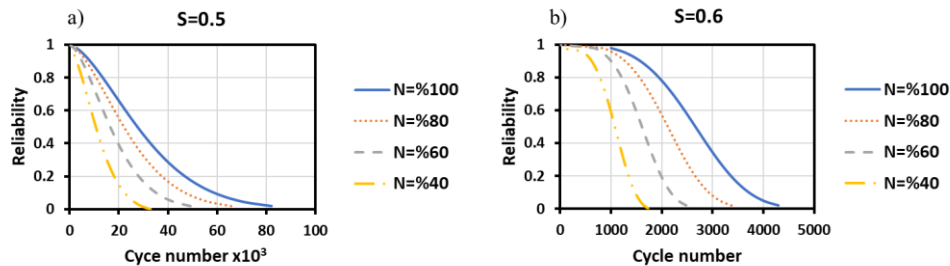 a)
S=0.5
Reliability
1
0.8
0.6
0.4
0.2
0
0
20
40
60
80
100
Cyce number x10³
N=%100
N=%80
N=%60
N=%40
b)
S=0.6
Reliability
1
0.8
0.6
0.4
0.2
0
0
1000
2000
3000
4000
5000
Cycle number
N=%100
N=%80
N=%60
N=%40